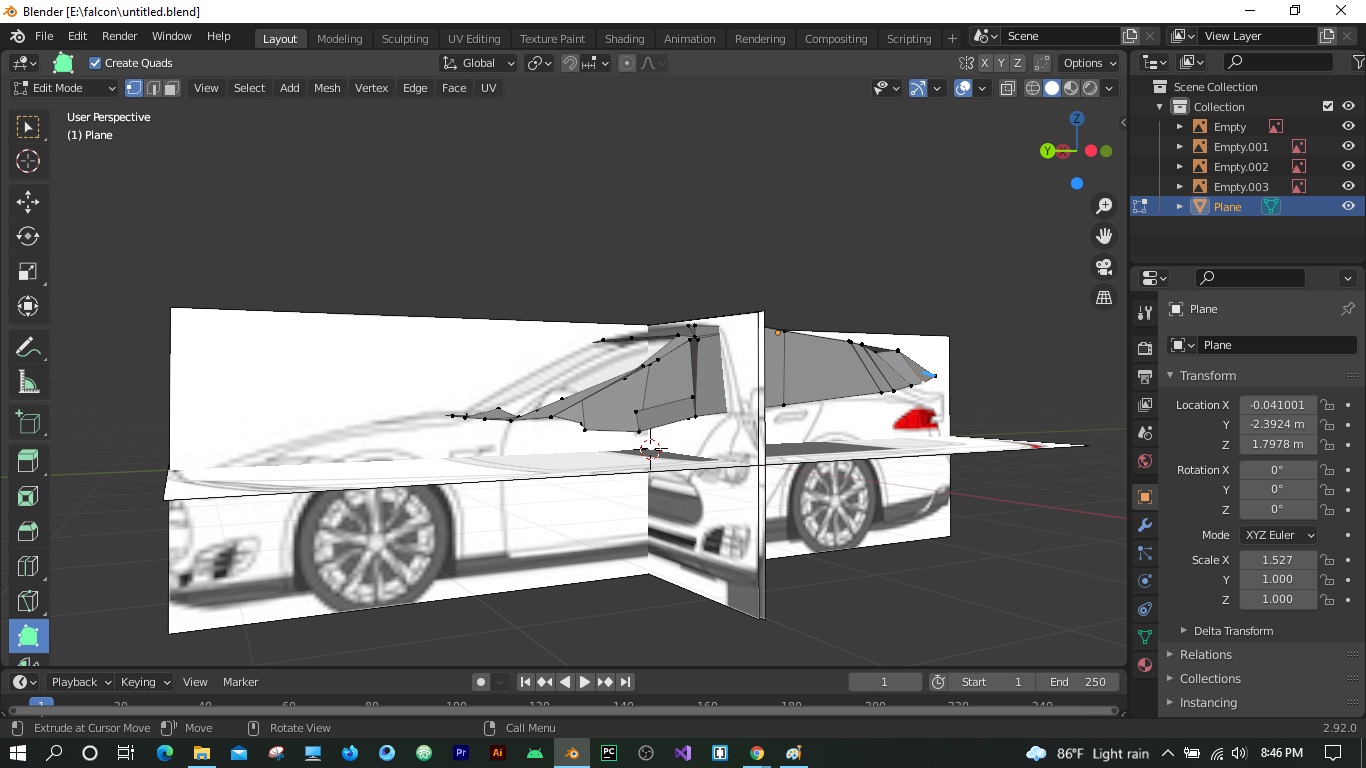 Blender [E:\falcon\untitled.blend]
File Edit Render Window Help Layout Modeling Sculpting UV Editing Texture Paint Shading Animation Rendering Compositing Scripting + Scene View Layer
Create Quads Global X Y Z Options
Edit Mode View Select Add Mesh Vertex Edge Face UV
User Perspective
(1) Plane
Z
Y
X
Scene Collection
Collection
Empty
Empty.001
Empty.002
Empty.003
Plane
Plane
Plane
Transform
Location X -0.041001
Y -2.3924 m
Z 1.7978 m
Rotation X 0°
Y 0°
Z 0°
Mode XYZ Euler
Scale X 1.527
Y 1.000
Z 1.000
Delta Transform
Relations
Collections
Instancing
Playback Keying View Marker 1 Start 1 End 250
1 20 40 60 80 100 120 140 160 180 200 220 240
Extrude at Cursor Move Move Rotate View Call Menu 2.92.0
Pr Ai PC 86°F Light rain 8:46 PM